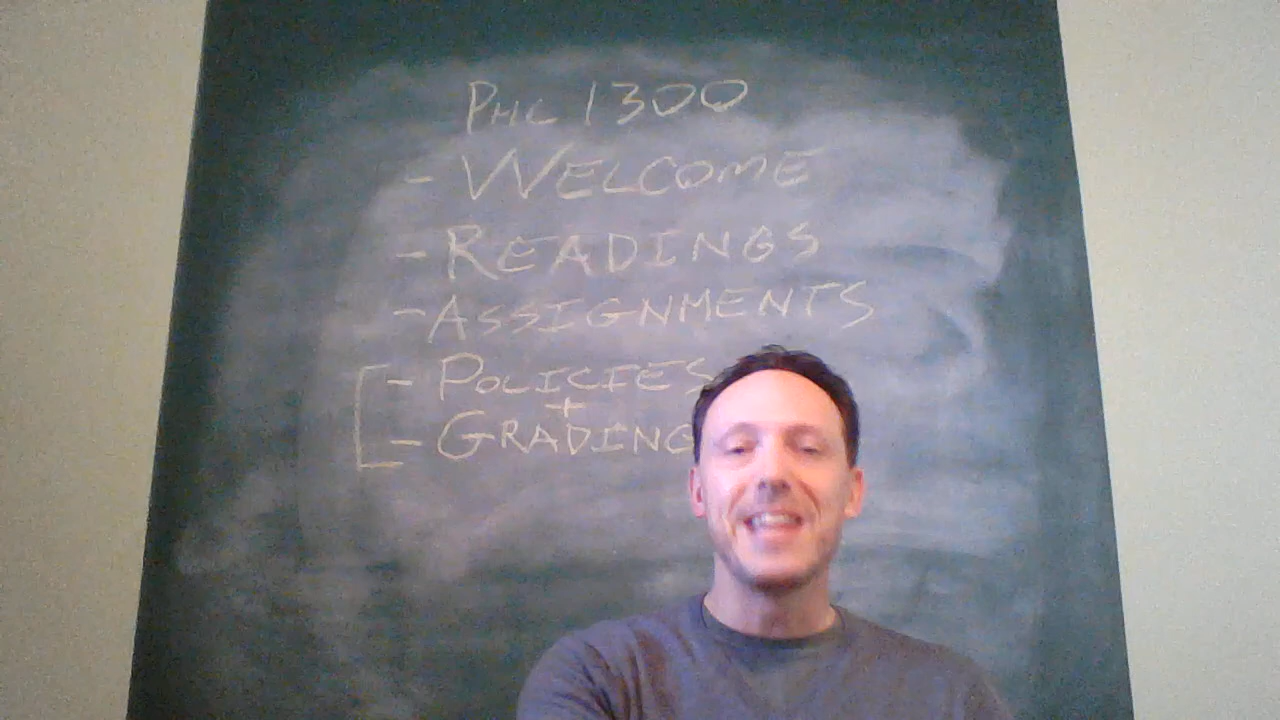 PHL 1300
- WELCOME
- READINGS
- ASSIGNMENTS
[ - POLICIES
+
- GRADING